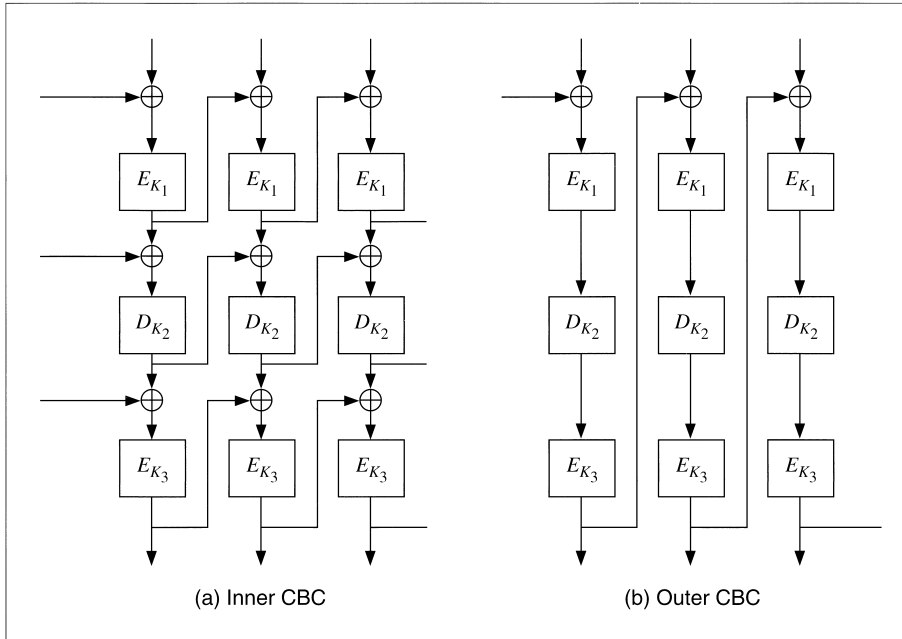 E_{K_1} E_{K_1} E_{K_1} E_{K_1} E_{K_1} E_{K_1}
D_{K_2} D_{K_2} D_{K_2} D_{K_2} D_{K_2} D_{K_2}
E_{K_3} E_{K_3} E_{K_3} E_{K_3} E_{K_3} E_{K_3}
(a) Inner CBC (b) Outer CBC